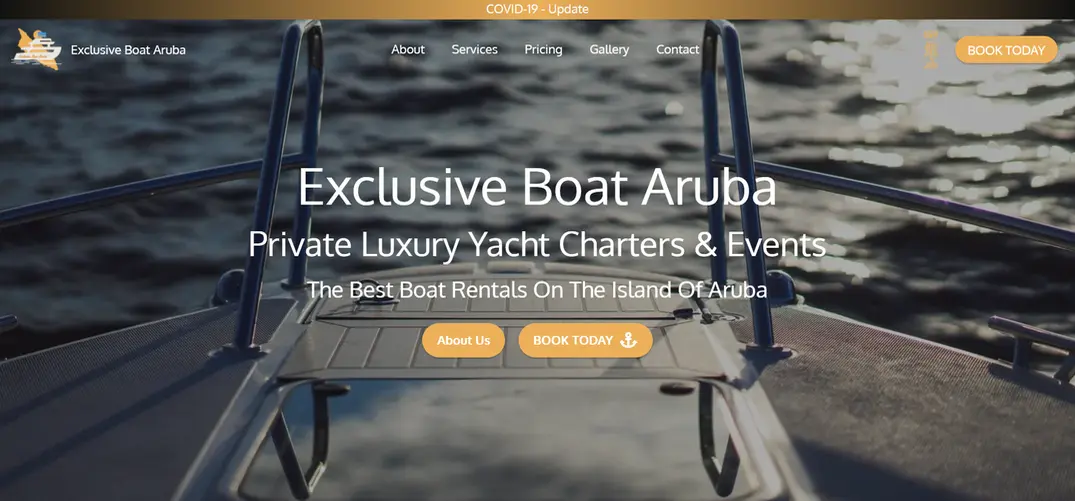 COVID-19 - Update
Exclusive Boat Aruba
About
Services
Pricing
Gallery
Contact
BOOK TODAY
Exclusive Boat Aruba
Private Luxury Yacht Charters & Events
The Best Boat Rentals On The Island Of Aruba
About Us
BOOK TODAY